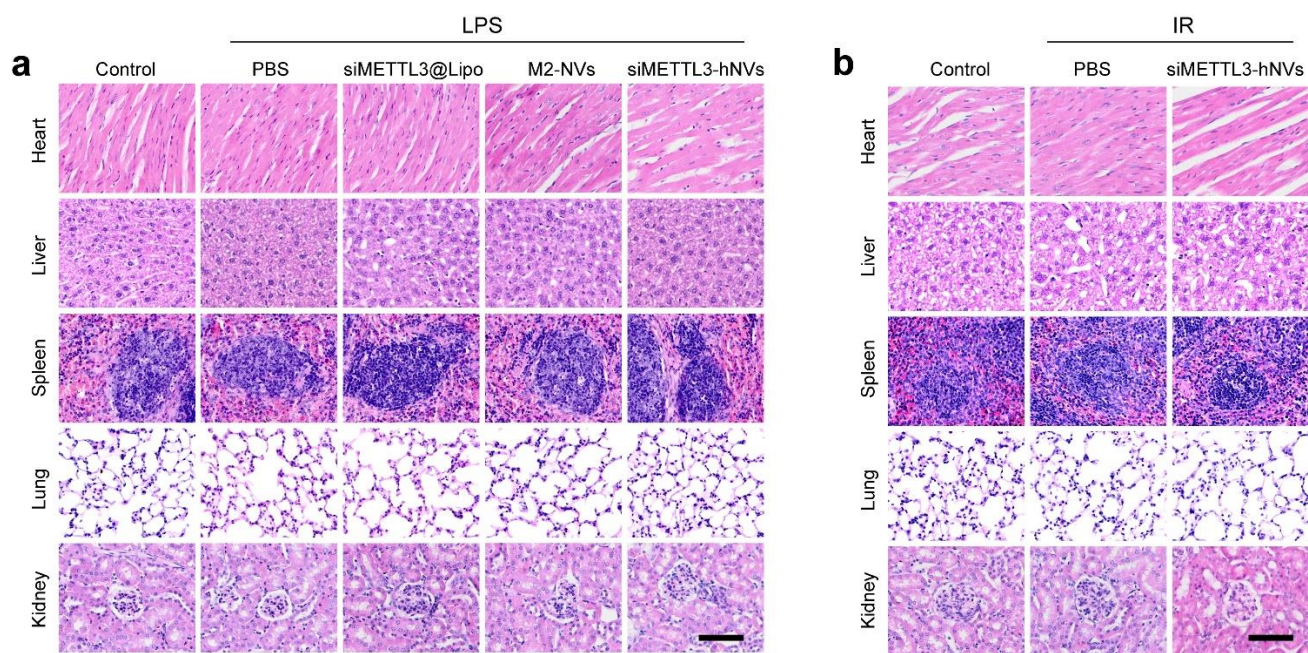 LPS
a
Control PBS siMETTL3@Lipo M2-NVs siMETTL3-hNVs
Heart
Liver
Spleen
Lung
Kidney
IR
b
Control PBS siMETTL3-hNVs
Heart
Liver
Spleen
Lung
Kidney